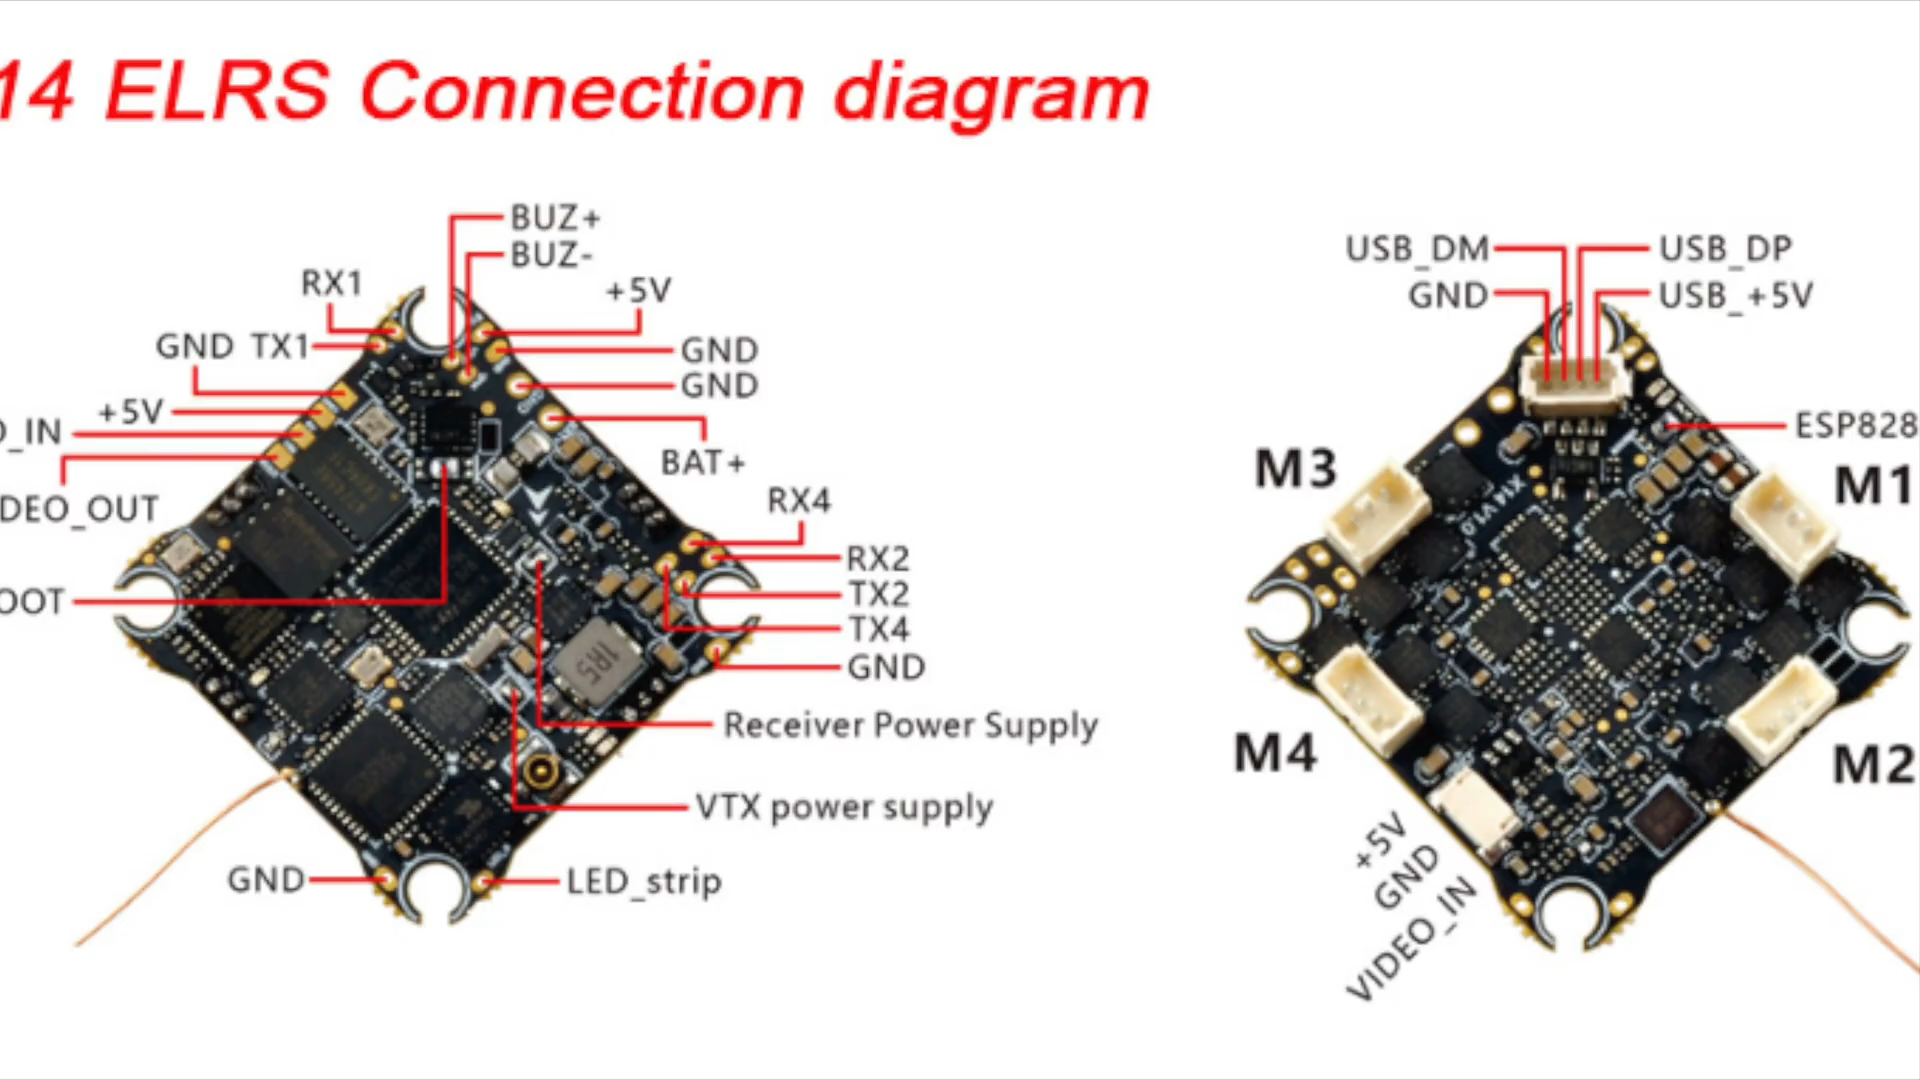 14 ELRS Connection diagram
BUZ+
BUZ-
RX1
+5V
GND TX1
GND
GND
+5V
O_IN
BAT+
DEO_OUT
RX4
RX2
OOT
TX2
TX4
GND
Receiver Power Supply
VTX power supply
GND
LED_strip
1R5
USB_DM
USB_DP
GND
USB_+5V
ESP828
M3
M1
M4
M2
+5V
GND
VIDEO_IN